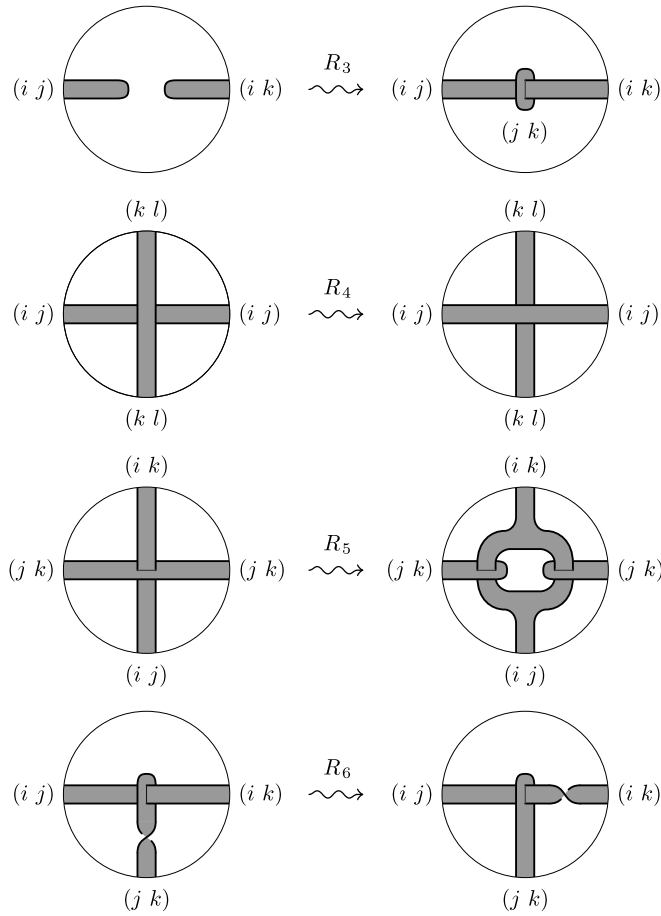 (i j) (i k) R₃ (i j) (i k)
(j k)
(k l) (k l)
(i j) (i j) R₄ (i j) (i j)
(k l) (k l)
(i k) (i k)
(j k) (j k) R₅ (j k) (j k)
(i j) (i j)
(i j) (i k) R₆ (i j) (i k)
(j k) (j k)